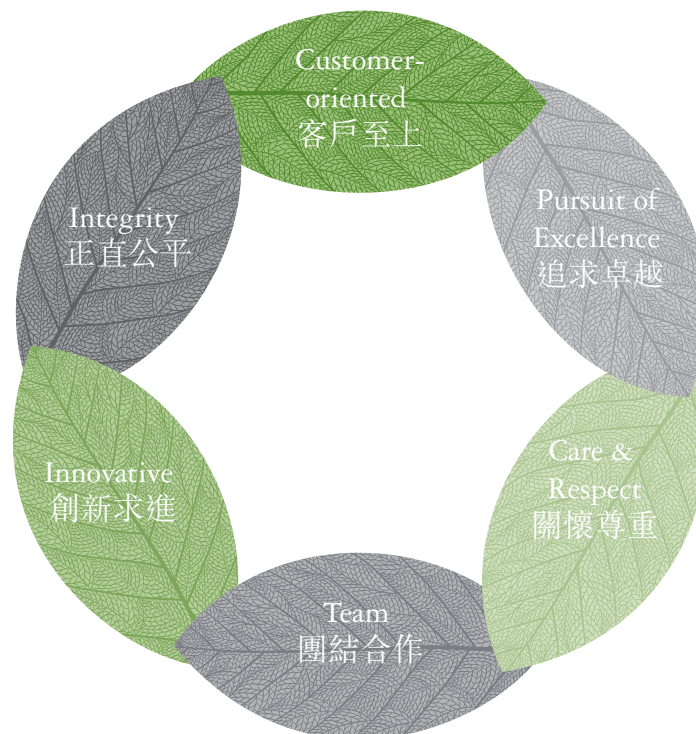 Customer-
oriented
客戶至上
Pursuit of
Excellence
追求卓越
Care &
Respect
關懷尊重
Team
團結合作
Innovative
創新求進
Integrity
正直公平